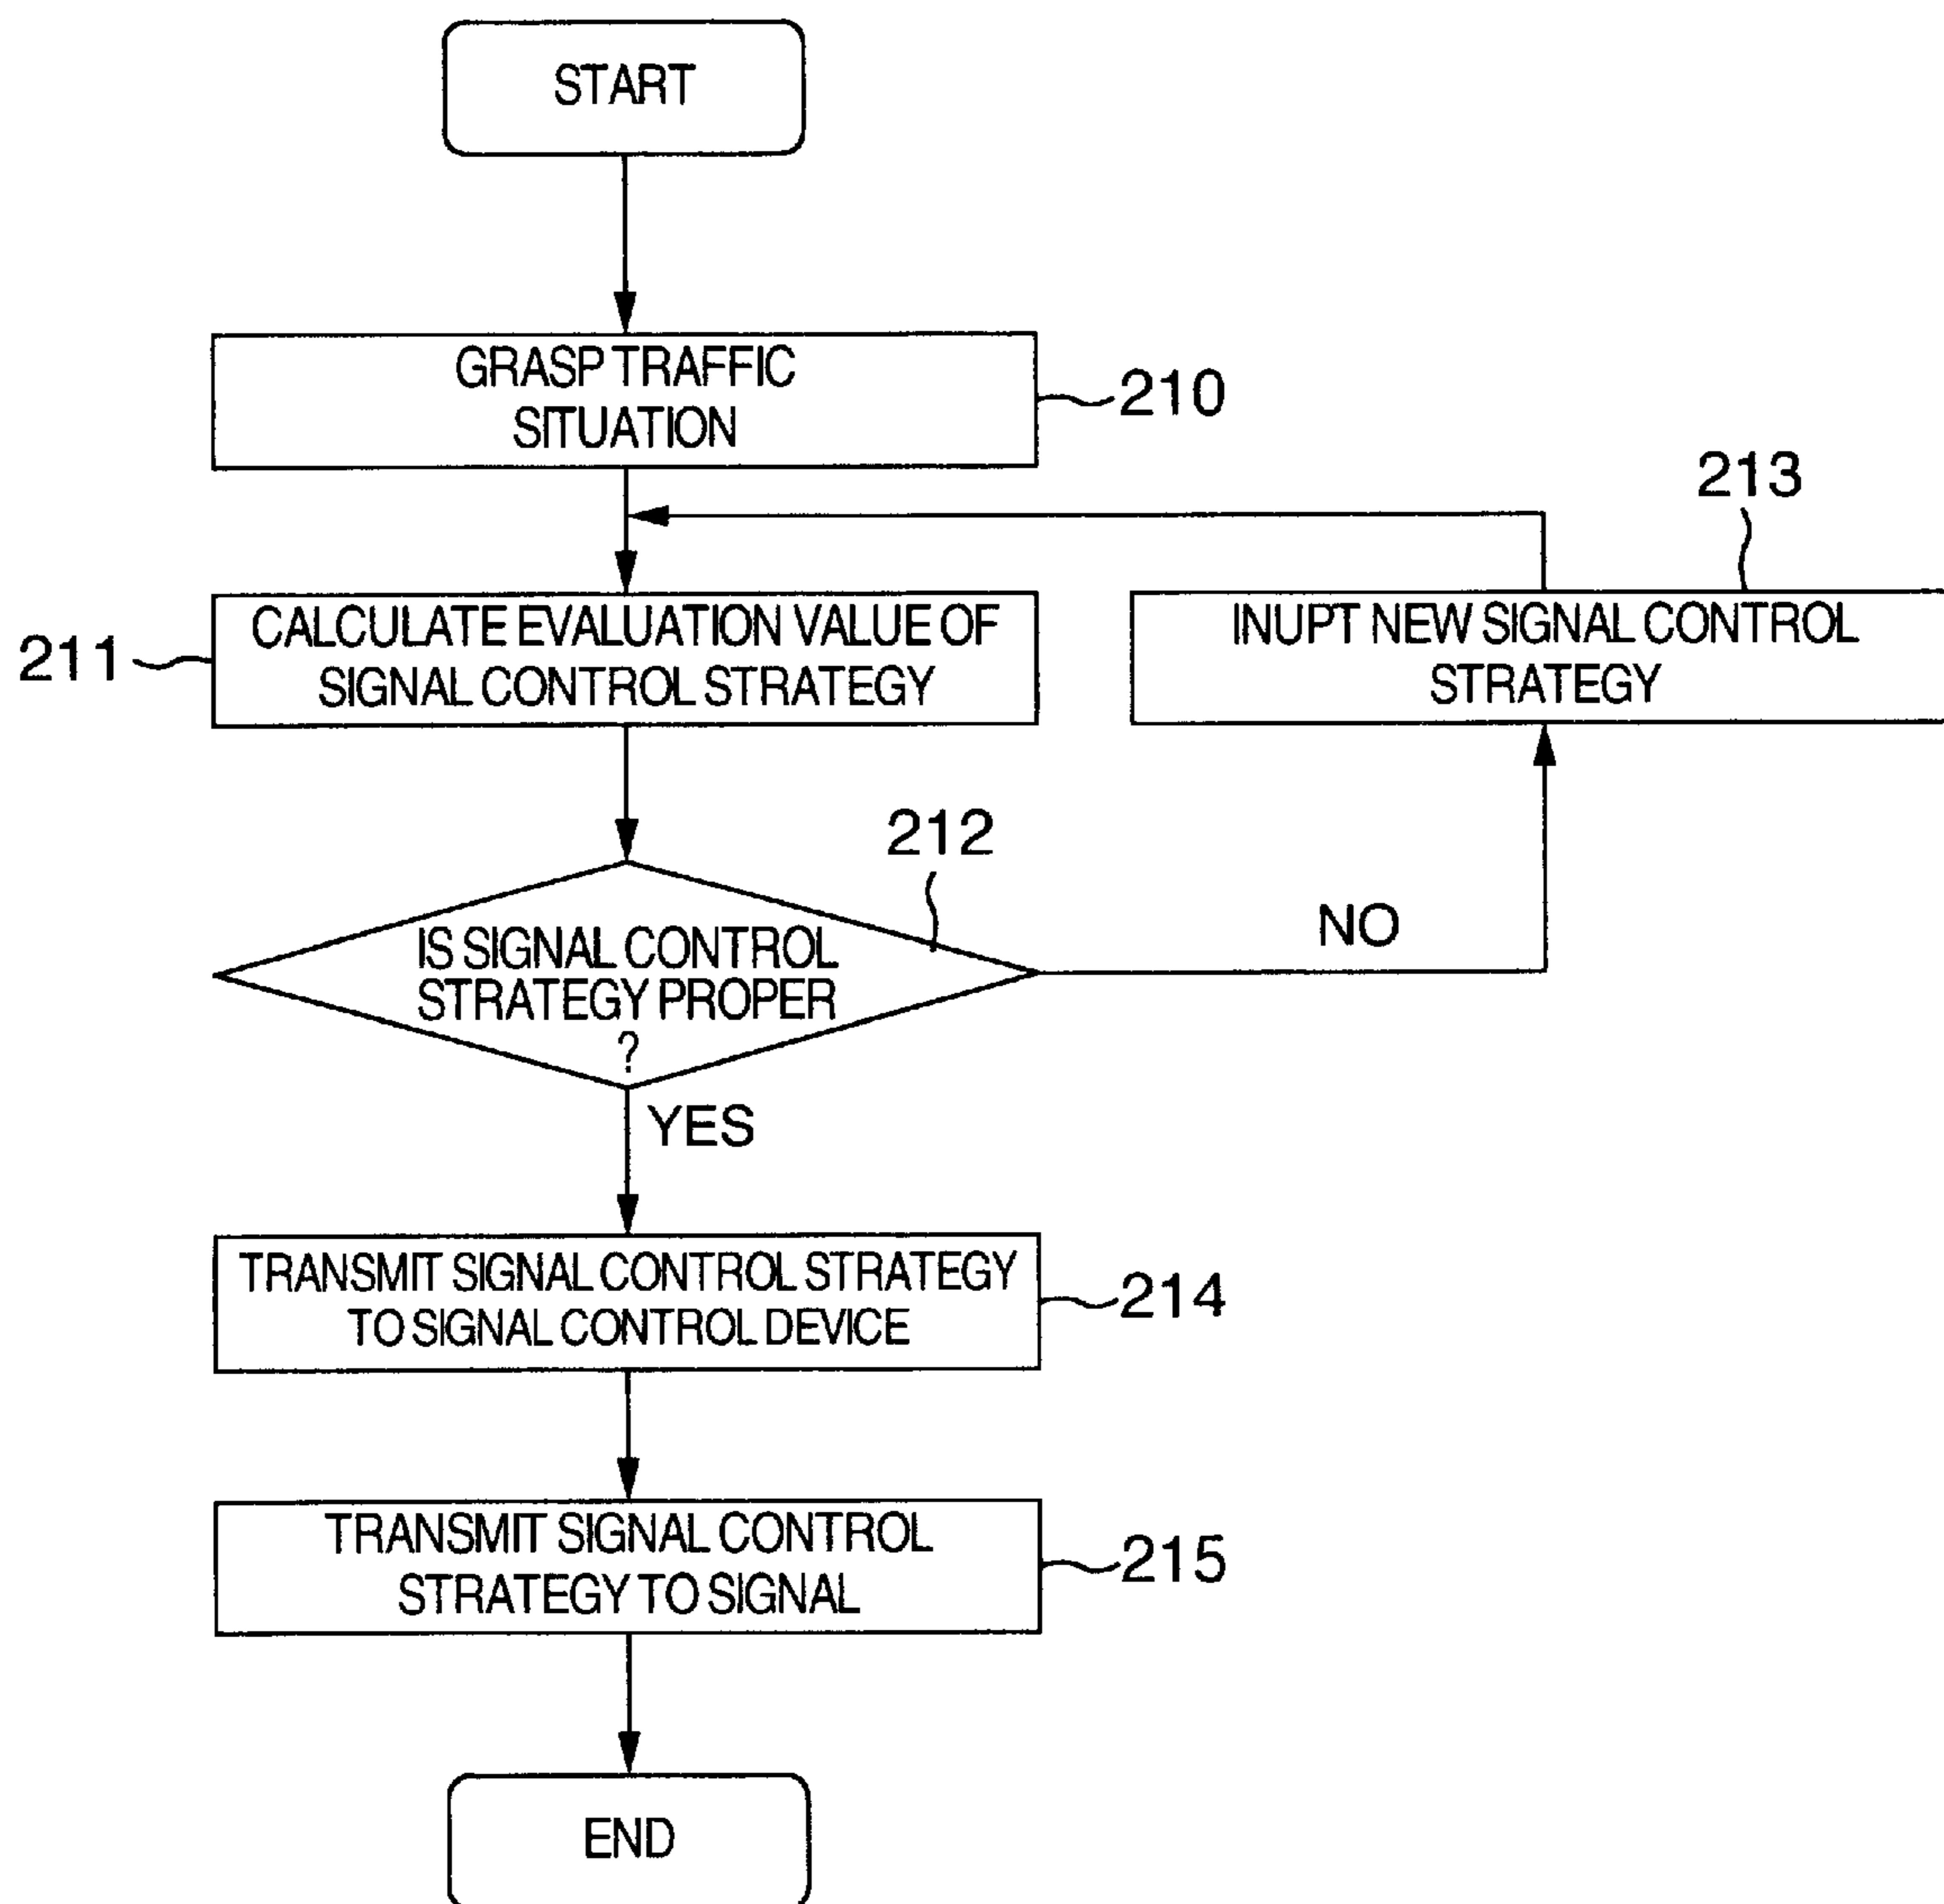 START
GRASP TRAFFIC
SITUATION
210
213
211
CALCULATE EVALUATION VALUE OF
SIGNAL CONTROL STRATEGY
INUPT NEW SIGNAL CONTROL
STRATEGY
212
IS SIGNAL CONTROL
STRATEGY PROPER
?
NO
YES
TRANSMIT SIGNAL CONTROL STRATEGY
TO SIGNAL CONTROL DEVICE
214
TRANSMIT SIGNAL CONTROL
STRATEGY TO SIGNAL
215
END